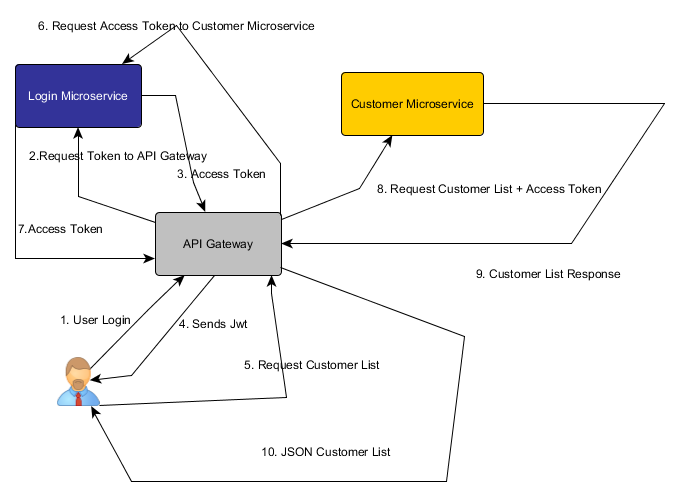 6. Request Access Token to Customer Microservice
Login Microservice
Customer Microservice
2.Request Token to API Gateway
3. Access Token
8. Request Customer List + Access Token
7.Access Token
API Gateway
9. Customer List Response
1. User Login
4. Sends Jwt
5. Request Customer List
10. JSON Customer List